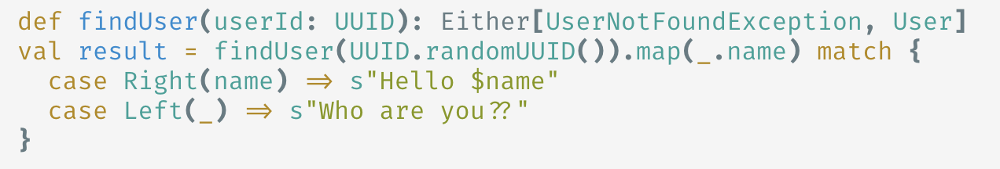 def findUser(userId: UUID): Either[UserNotFoundException, User]
val result = findUser(UUID.randomUUID()).map(_.name) match {
  case Right(name) => s"Hello $name"
  case Left(_) => s"Who are you??"
}